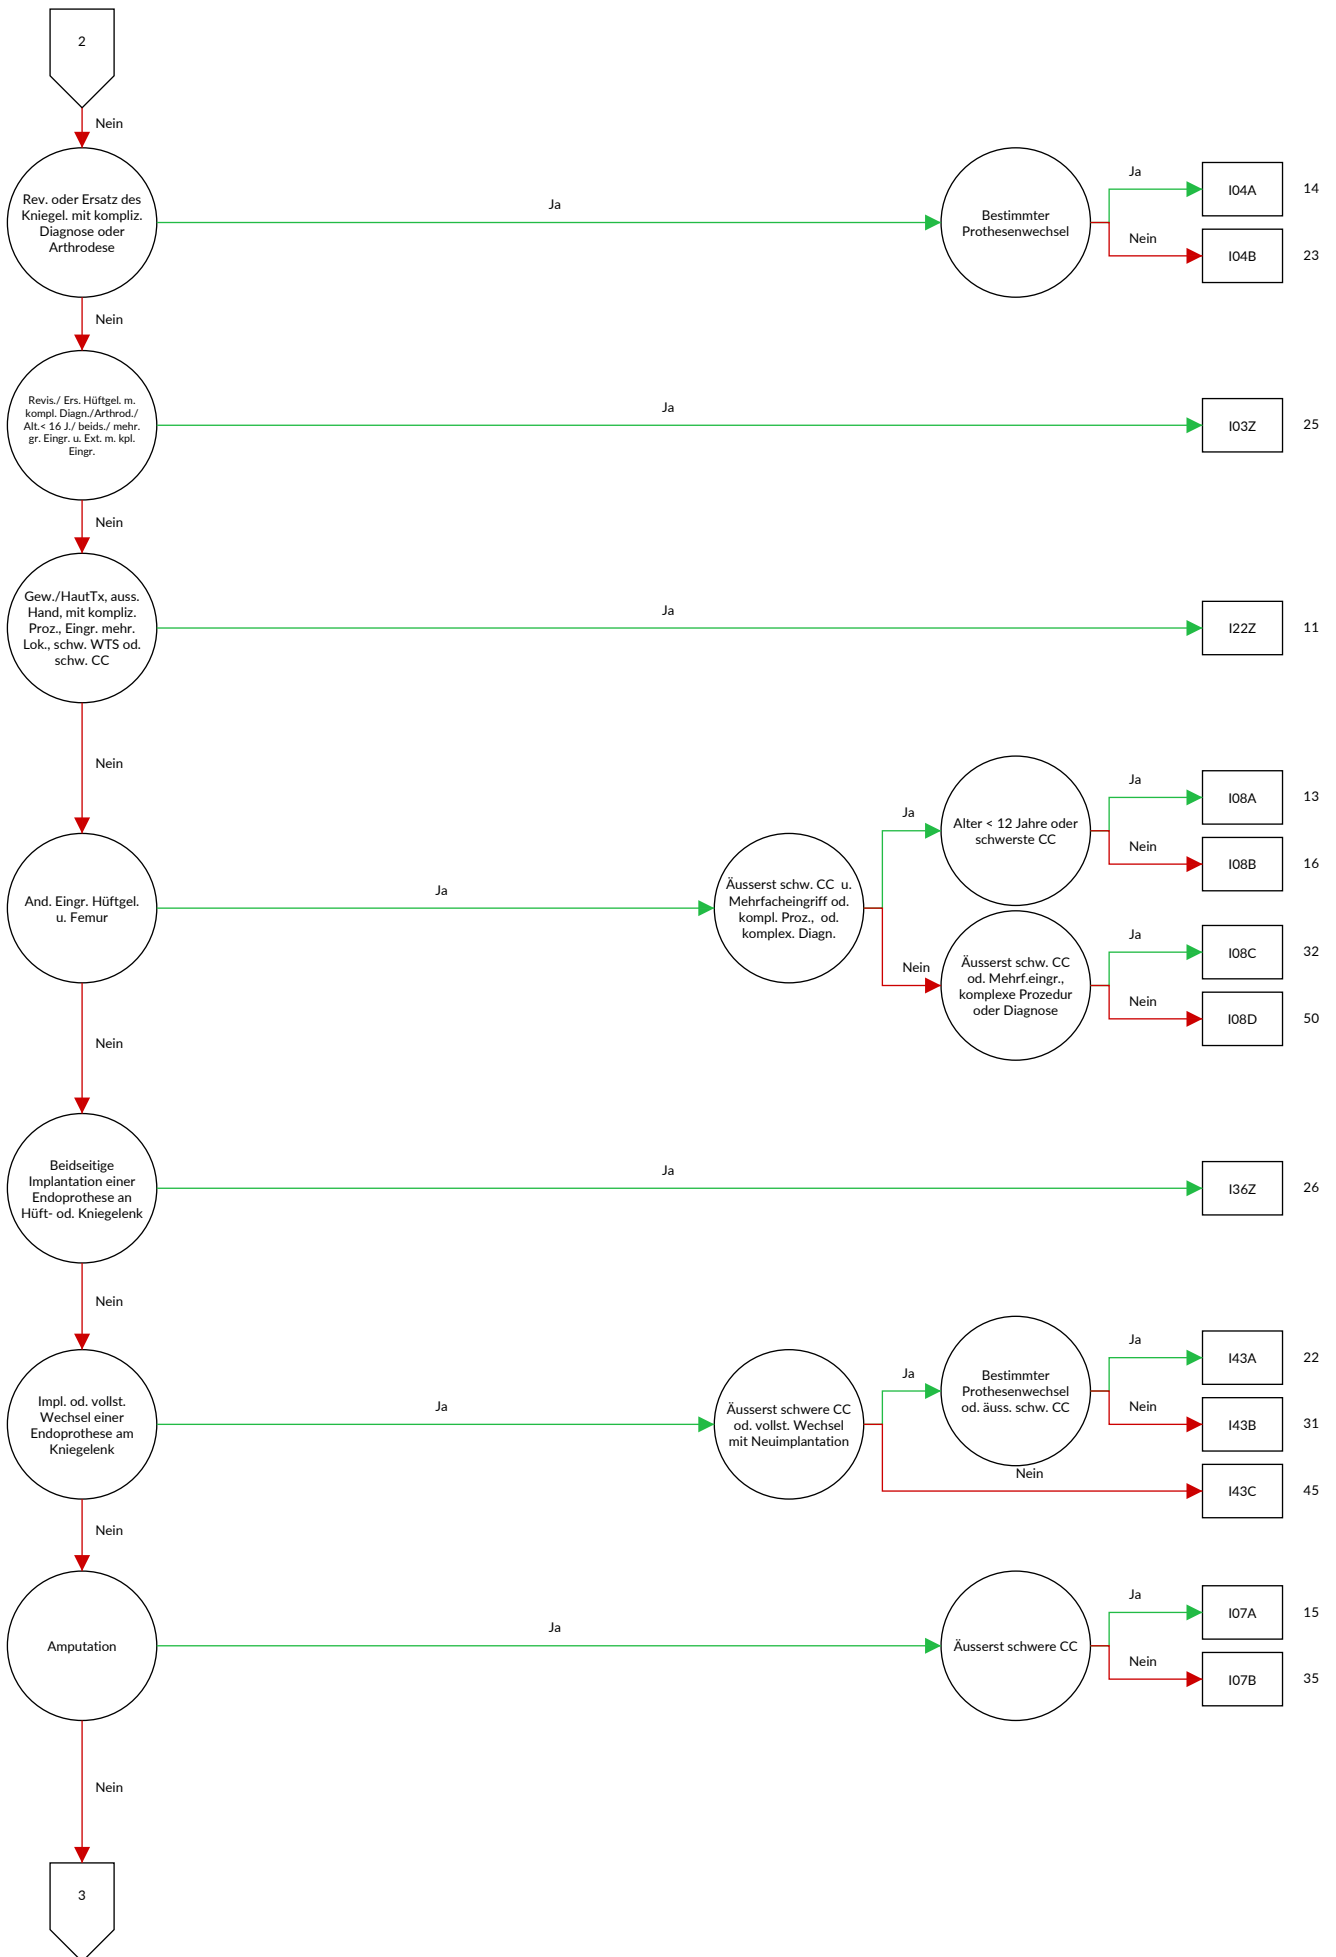 2
Nein
Rev. oder Ersatz des
Kniegel. mit kompliz.
Diagnose oder
Arthrodese
Ja
Bestimmter
Prothesenwechsel
Ja
I04A
14
Nein
I04B
23
Nein
Revis./ Ers. Hüftgel. m.
kompl. Diagn./Arthrod./
Alt.< 16 J./ beids./ mehr.
gr. Eingr. u. Ext. m. kpl.
Eingr.
Ja
I03Z
25
Nein
Gew./HautTx, auss.
Hand, mit kompliz.
Proz., Eingr. mehr.
Lok., schw. WTS od.
schw. CC
Ja
I22Z
11
Nein
And. Eingr. Hüftgel.
u. Femur
Ja
Äusserst schw. CC u.
Mehrfacheingriff od.
kompl. Proz., od.
komplex. Diagn.
Ja
Alter < 12 Jahre oder
schwerste CC
Ja
I08A
13
Nein
I08B
16
Nein
Äusserst schw. CC
od. Mehrf.eingr.,
komplexe Prozedur
oder Diagnose
Ja
I08C
32
Nein
I08D
50
Nein
Beidseitige
Implantation einer
Endoprothese an
Hüft- od. Kniegelenk
Ja
I36Z
26
Nein
Impl. od. vollst.
Wechsel einer
Endoprothese am
Kniegelenk
Ja
Äusserst schwere CC
od. vollst. Wechsel
mit Neuimplantation
Ja
Bestimmter
Prothesenwechsel
od. äuss. schw. CC
Ja
I43A
22
Nein
I43B
31
Nein
I43C
45
Nein
Amputation
Ja
Äusserst schwere CC
Ja
I07A
15
Nein
I07B
35
Nein
3